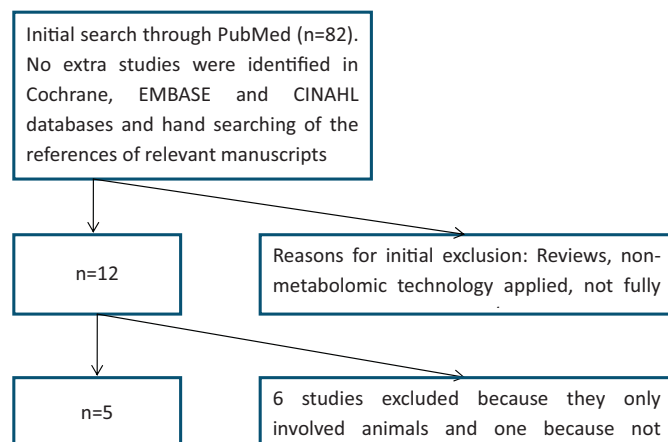 Initial search through PubMed (n=82).
No extra studies were identified in
Cochrane, EMBASE and CINAHL
databases and hand searching of the
references of relevant manuscripts
n=12
Reasons for initial exclusion: Reviews, non-
metabolomic technology applied, not fully
n=5
6 studies excluded because they only
involved animals and one because not